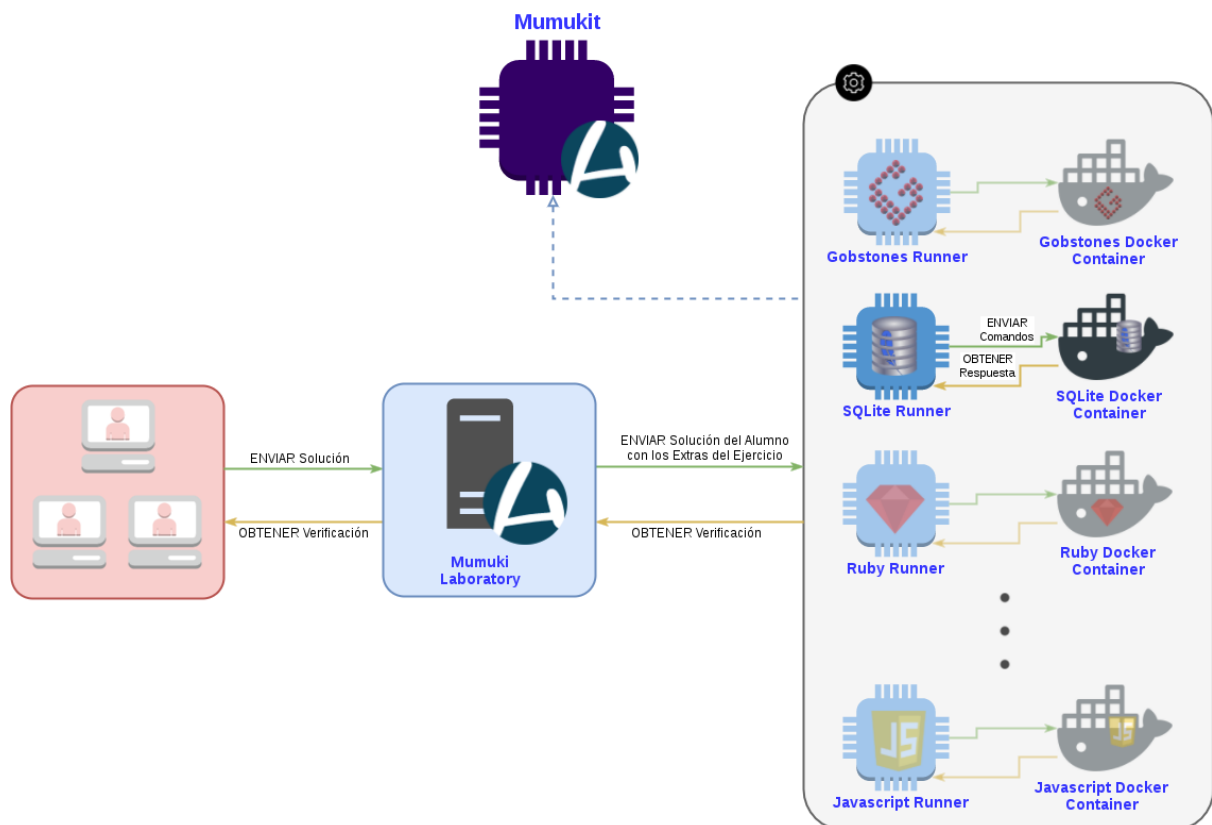 Mumukit
Gobstones Runner
Gobstones Docker
Container
ENVIAR
Comandos
OBTENER
Respuesta
SQLite Runner
SQLite Docker
Container
ENVIAR Solución
OBTENER Verificación
Mumuki
Laboratory
ENVIAR Solución del Alumno
con los Extras del Ejercicio
OBTENER Verificación
Ruby Runner
Ruby Docker
Container
JS
JS
Javascript Runner
Javascript Docker
Container